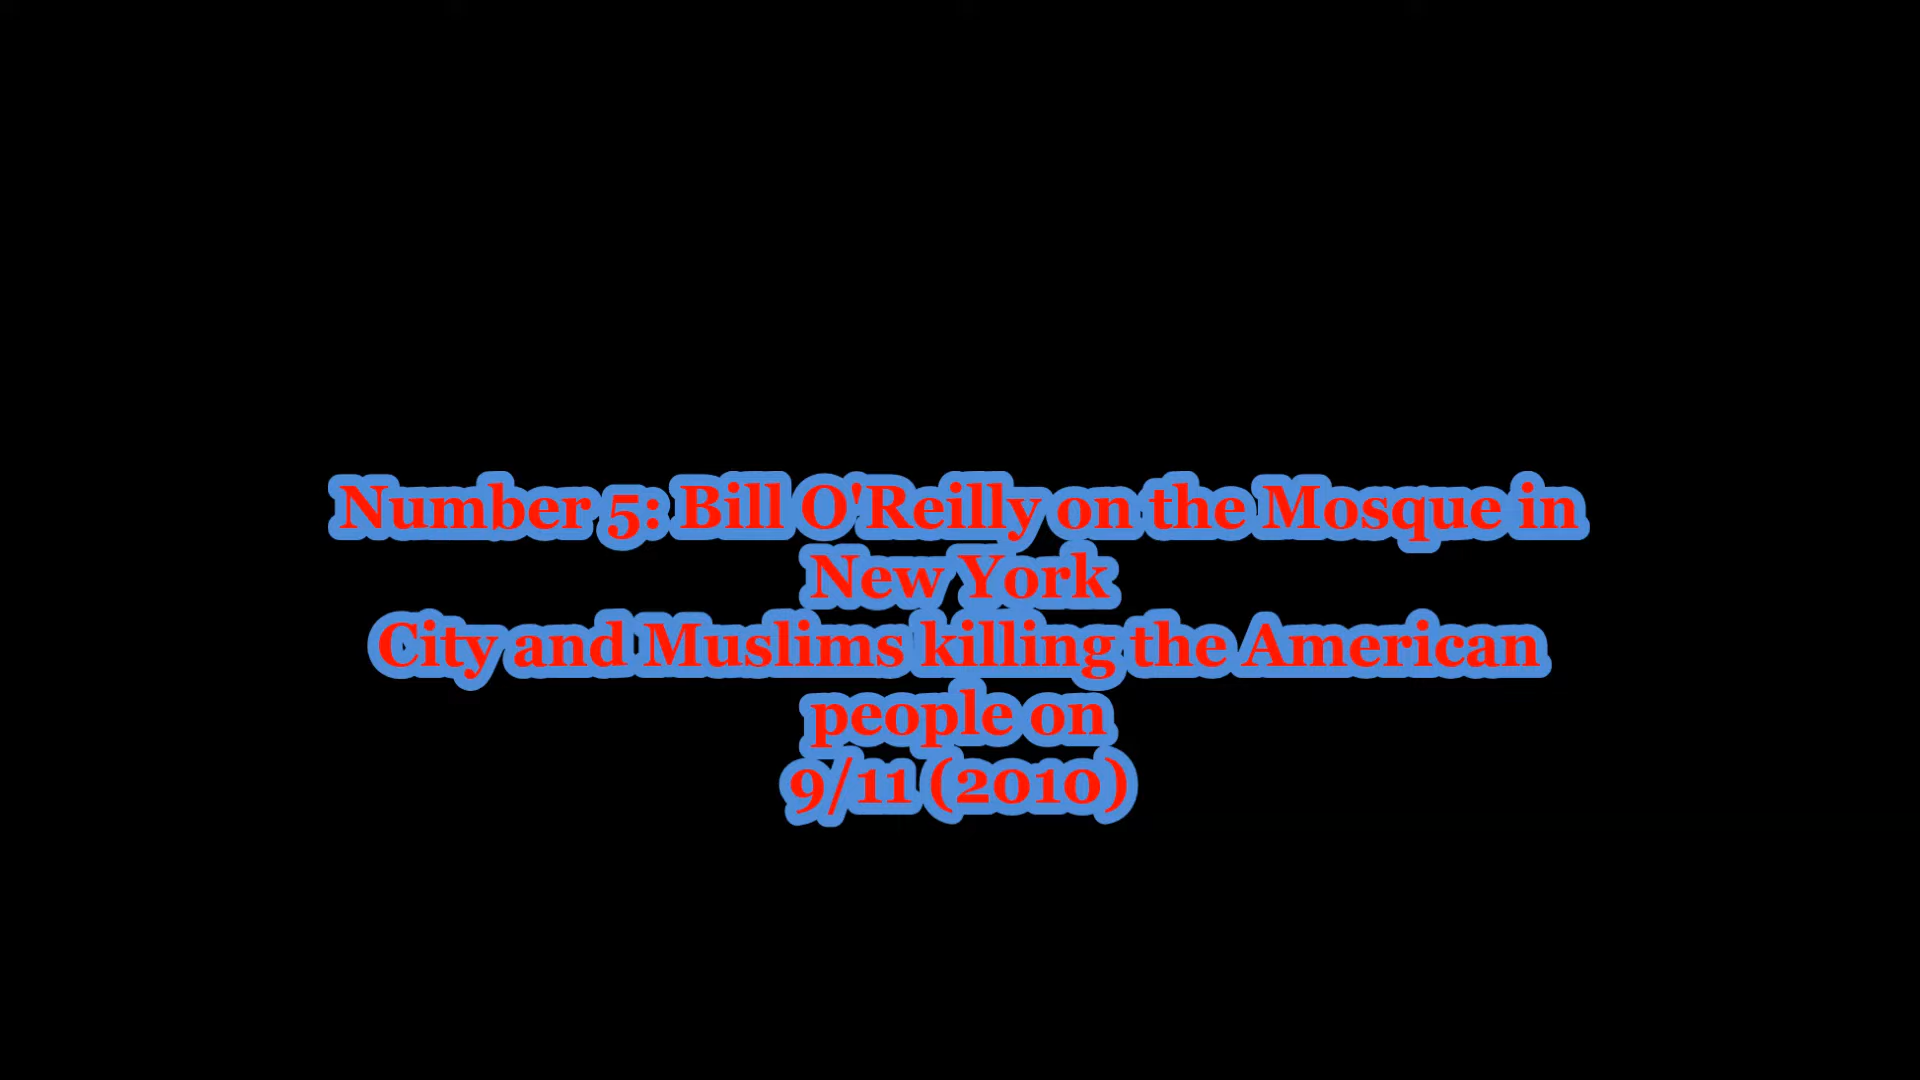 Number 5: Bill O'Reilly on the Mosque in
New York
City and Muslims killing the American
people on
9/11 (2010)